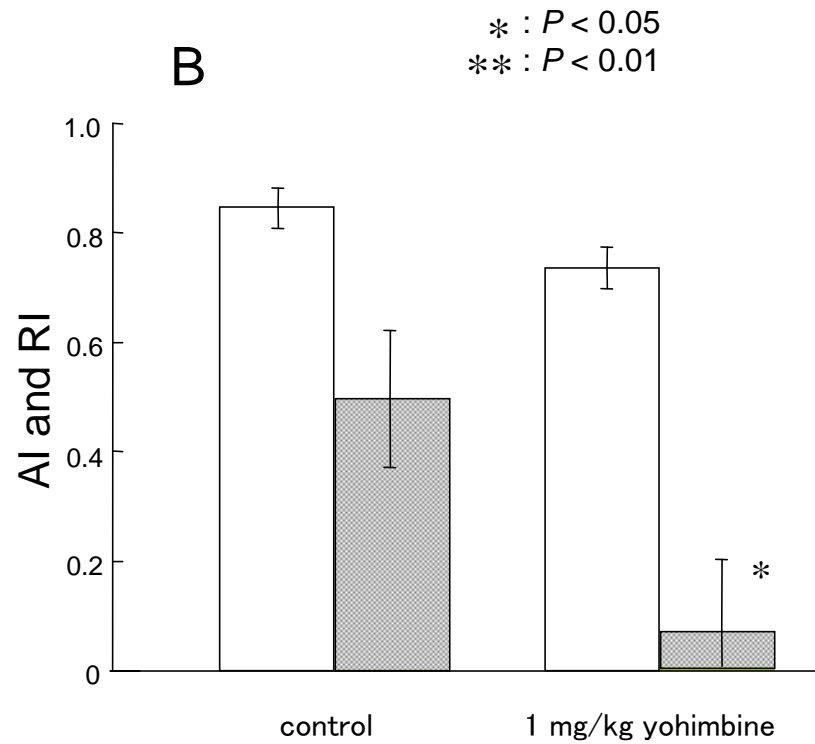 * : P < 0.05
** : P < 0.01
B
1.0
0.8
0.6
0.4
0.2
0
AI and RI
*
control
1 mg/kg yohimbine